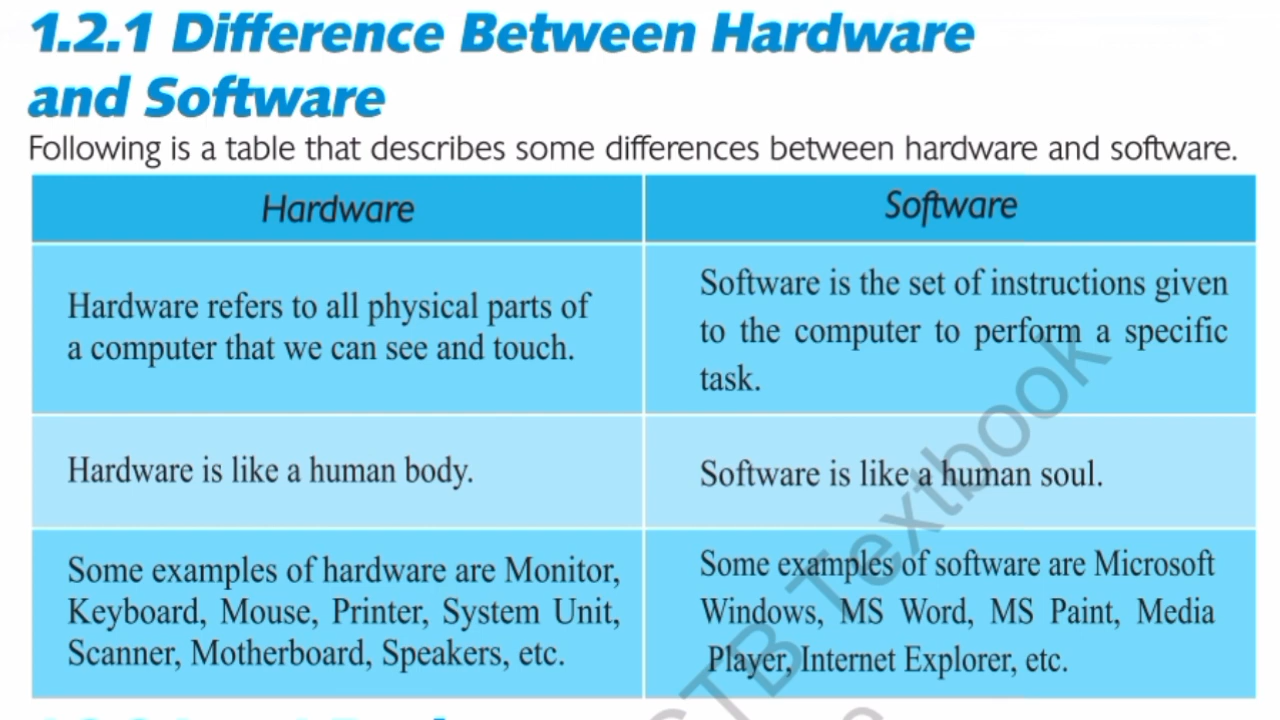 1.2.1 Difference Between Hardware
and Software
Following is a table that describes some differences between hardware and software.
Hardware
Software
Hardware refers to all physical parts of
a computer that we can see and touch.
Software is the set of instructions given
to the computer to perform a specific
task.
Hardware is like a human body.
Software is like a human soul.
Some examples of hardware are Monitor,
Keyboard, Mouse, Printer, System Unit,
Scanner, Motherboard, Speakers, etc.
Some examples of software are Microsoft
Windows, MS Word, MS Paint, Media
Player, Internet Explorer, etc.
Textbook